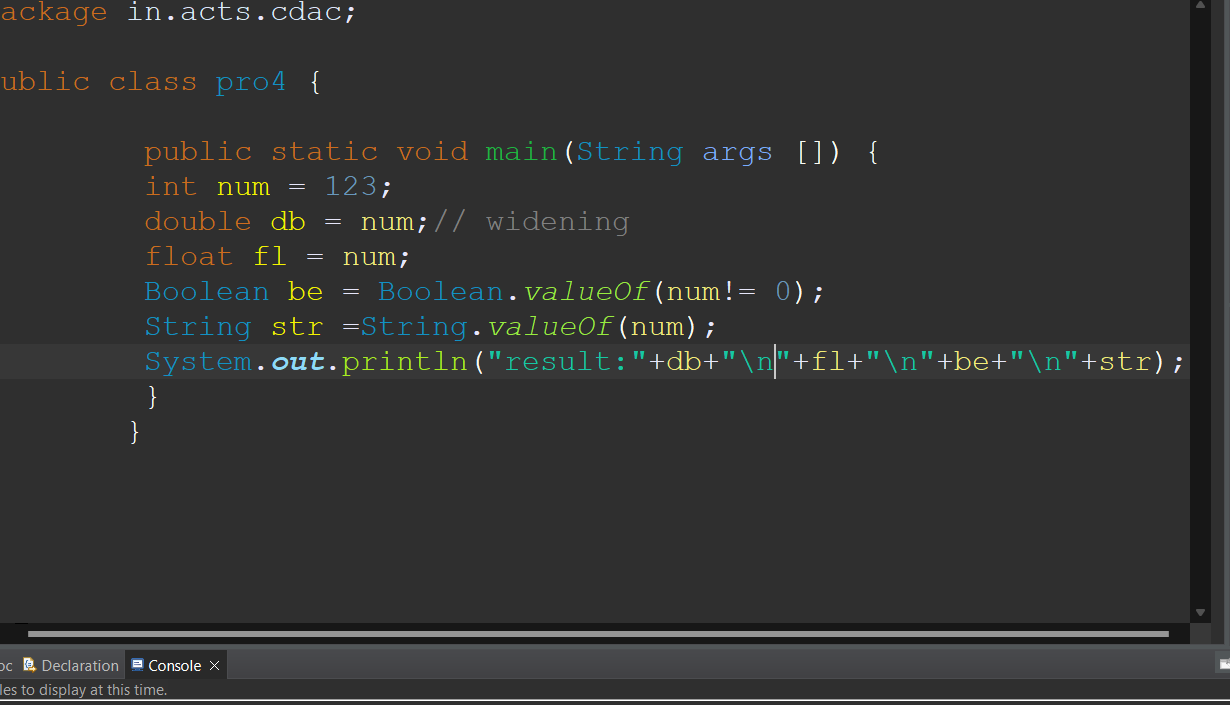 ackage in.acts.cdac;
ublic class pro4 {
public static void main(String args []) {
int num = 123;
double db = num;// widening
float fl = num;
Boolean be = Boolean.valueOf(num!= 0);
String str =String.valueOf(num);
System.out.println("result:"+db+"\n"+fl+"\n"+be+"\n"+str);
}
}
oc Declaration Console
les to display at this time.